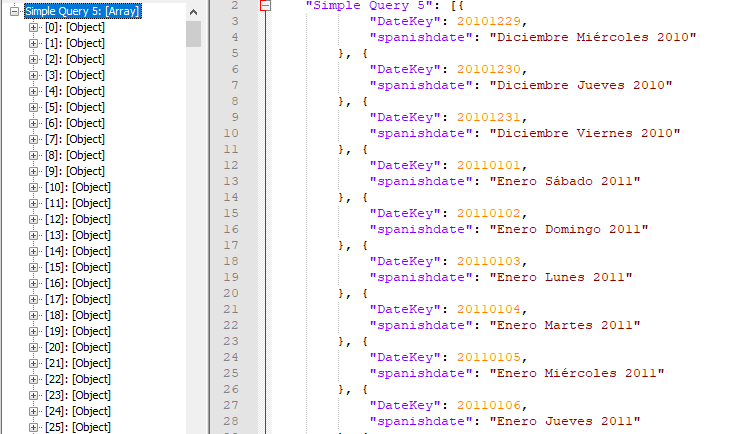 Simple Query 5: [Array]
[0]: [Object]
[1]: [Object]
[2]: [Object]
[3]: [Object]
[4]: [Object]
[5]: [Object]
[6]: [Object]
[7]: [Object]
[8]: [Object]
[9]: [Object]
[10]: [Object]
[11]: [Object]
[12]: [Object]
[13]: [Object]
[14]: [Object]
[15]: [Object]
[16]: [Object]
[17]: [Object]
[18]: [Object]
[19]: [Object]
[20]: [Object]
[21]: [Object]
[22]: [Object]
[23]: [Object]
[24]: [Object]
[25]: [Object]
2 "Simple Query 5": [{
3 "DateKey": 20101229,
4 "spanishdate": "Diciembre Miércoles 2010"
5 }, {
6 "DateKey": 20101230,
7 "spanishdate": "Diciembre Jueves 2010"
8 }, {
9 "DateKey": 20101231,
10 "spanishdate": "Diciembre Viernes 2010"
11 }, {
12 "DateKey": 20110101,
13 "spanishdate": "Enero Sábado 2011"
14 }, {
15 "DateKey": 20110102,
16 "spanishdate": "Enero Domingo 2011"
17 }, {
18 "DateKey": 20110103,
19 "spanishdate": "Enero Lunes 2011"
20 }, {
21 "DateKey": 20110104,
22 "spanishdate": "Enero Martes 2011"
23 }, {
24 "DateKey": 20110105,
25 "spanishdate": "Enero Miércoles 2011"
26 }, {
27 "DateKey": 20110106,
28 "spanishdate": "Enero Jueves 2011"